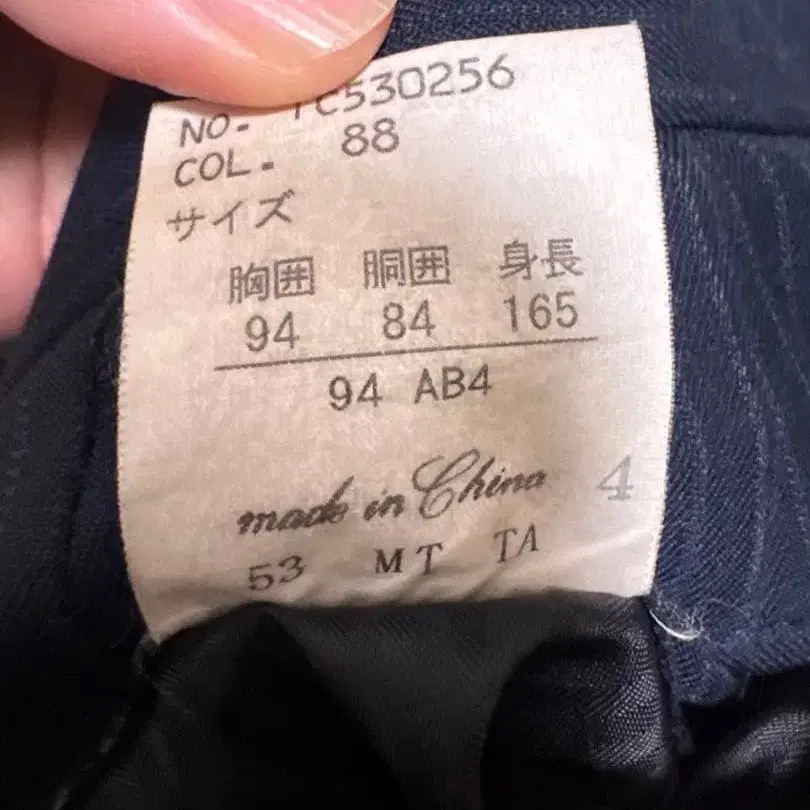 NO. TC530256
COL. 88
サイズ
胸囲 胴囲 身長
94 84 165
94 AB4
made in China 4
53 MT TA